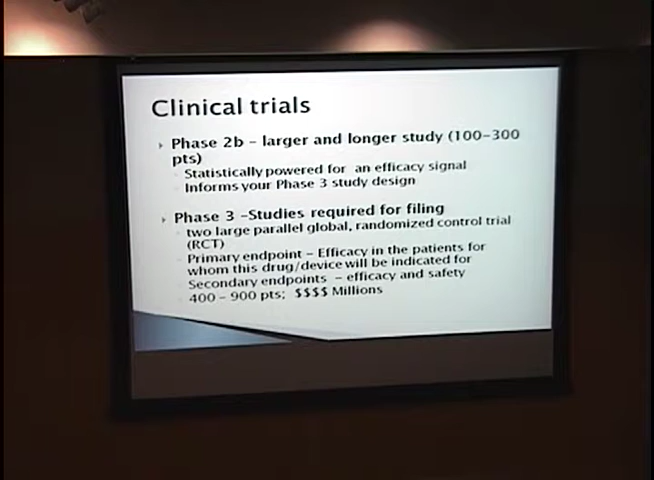 Clinical trials
Phase 2b – larger and longer study (100–300
pts)
Statistically powered for an efficacy signal
Informs your Phase 3 study design
Phase 3 –Studies required for filing
two large parallel global, randomized control trial
(RCT)
Primary endpoint – Efficacy in the patients for
whom this drug/device will be indicated for
Secondary endpoints – efficacy and safety
400 – 900 pts; $$$$ Millions